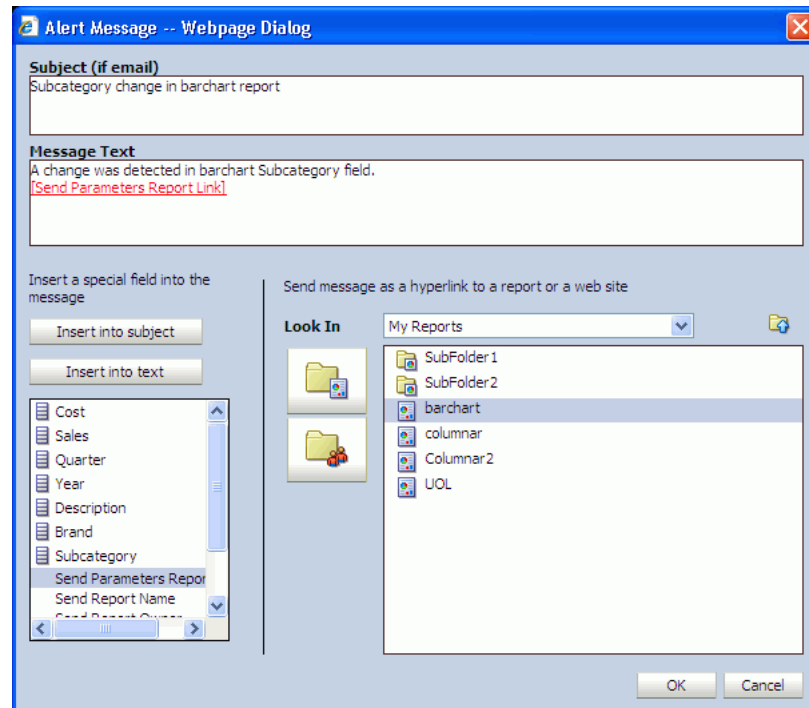 Alert Message -- Webpage Dialog
Subject (if email)
Subcategory change in barchart report
Message Text
A change was detected in barchart Subcategory field.
[Send Parameters Report Link]
Insert a special field into the
message
Insert into subject
Insert into text
Cost
Sales
Quarter
Year
Description
Brand
Subcategory
Send Parameters Repor
Send Report Name
Send Report Owner
Send message as a hyperlink to a report or a web site
Look In
My Reports
SubFolder1
SubFolder2
barchart
columnar
Columnar2
UOL
OK
Cancel